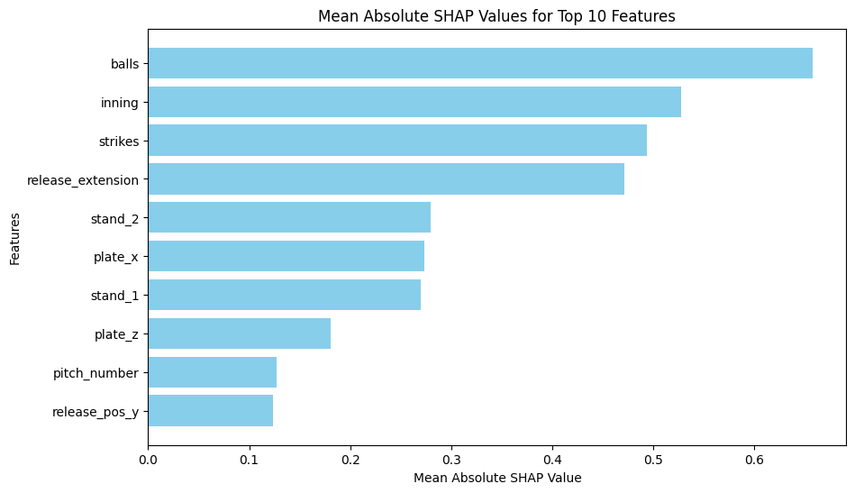 Mean Absolute SHAP Values for Top 10 Features
Features
balls
inning
strikes
release_extension
stand_2
plate_x
stand_1
plate_z
pitch_number
release_pos_y
0.0 0.1 0.2 0.3 0.4 0.5 0.6
Mean Absolute SHAP Value